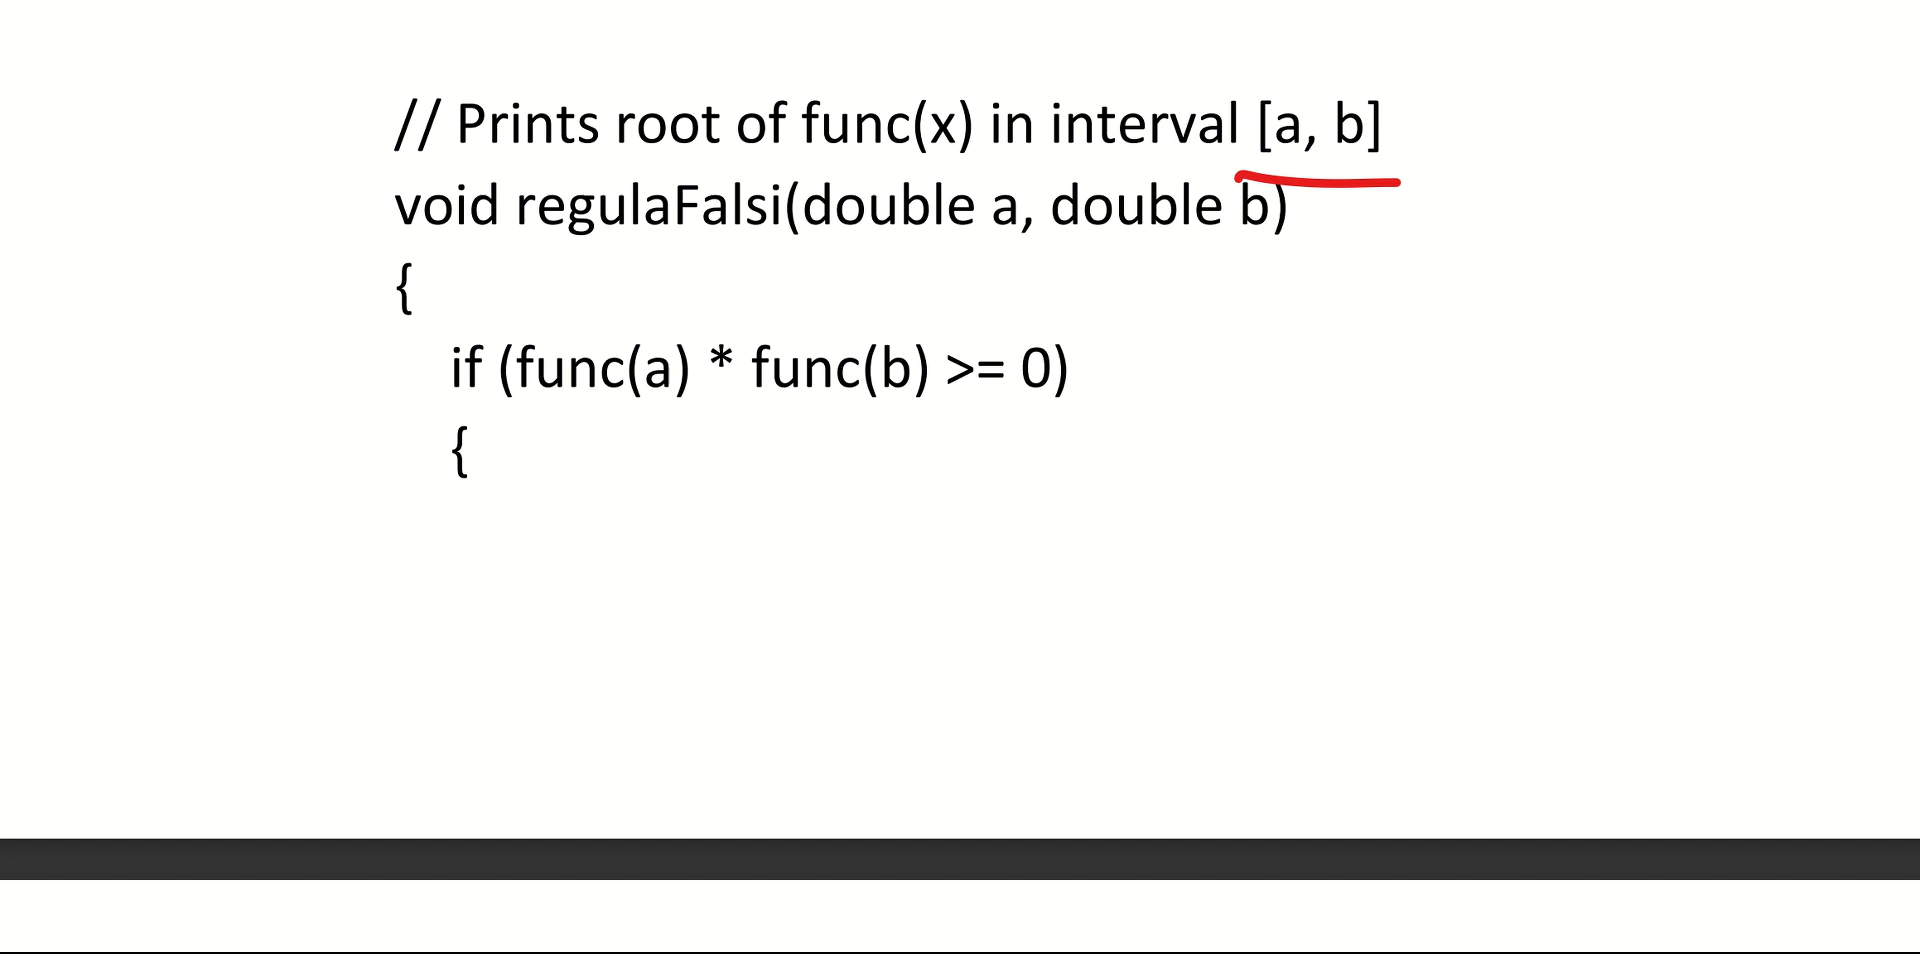 // Prints root of func(x) in interval [a, b]
void regulaFalsi(double a, double b)
{
if (func(a) * func(b) >= 0)
{